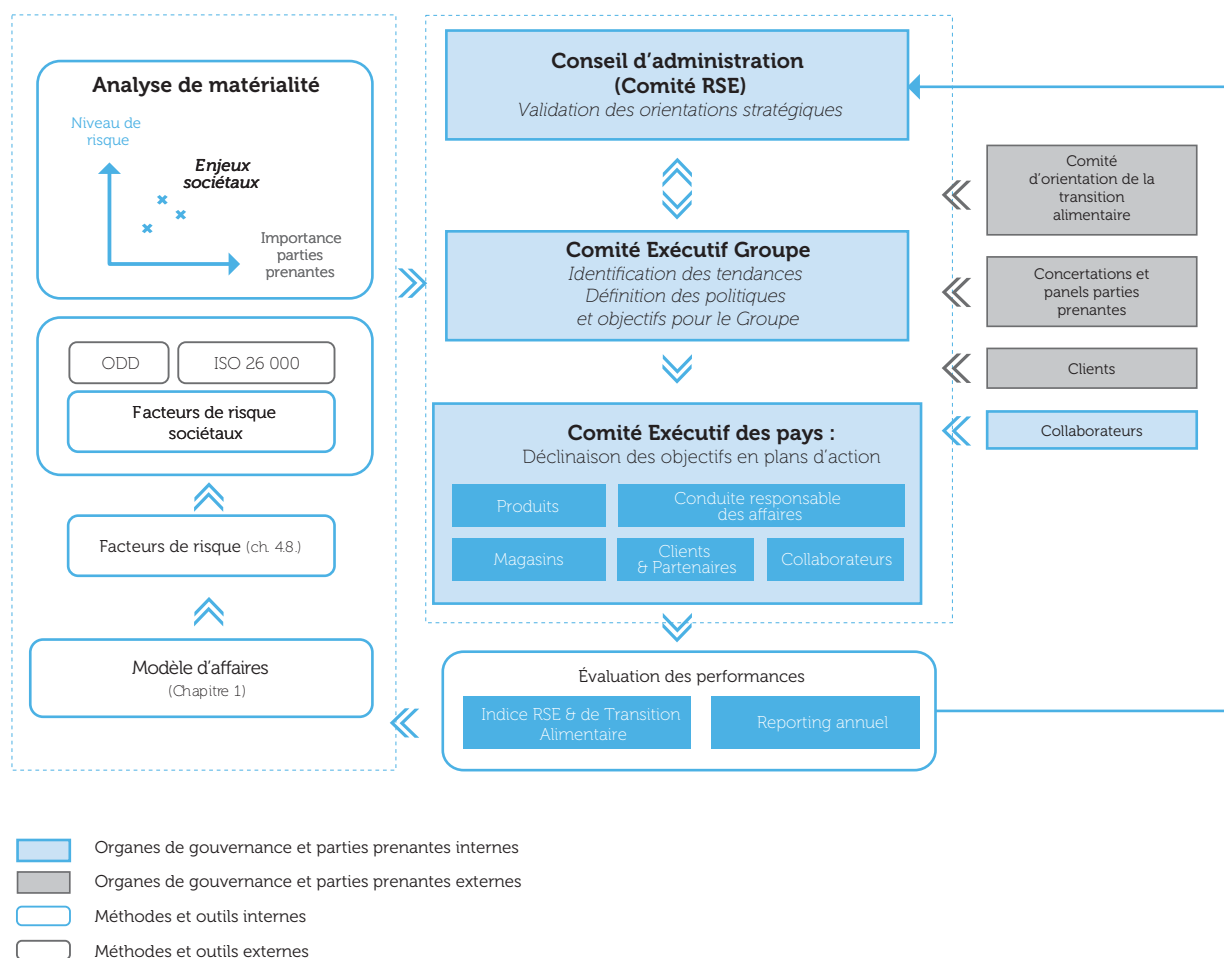 Analyse de matérialité
Niveau de
risque
Enjeux
sociétaux
Importance
parties
prenantes
ODD
ISO 26 000
Facteurs de risque
sociétaux
Facteurs de risque (ch. 4.8.)
Modèle d'affaires
(Chapitre 1)
Conseil d'administration
(Comité RSE)
Validation des orientations stratégiques
Comité Exécutif Groupe
Identification des tendances
Définition des politiques
et objectifs pour le Groupe
Comité Exécutif des pays :
Déclinaison des objectifs en plans d'action
Produits
Conduite responsable
des affaires
Magasins
Clients
& Partenaires
Collaborateurs
Évaluation des performances
Indice RSE & de Transition
Alimentaire
Reporting annuel
Comité
d'orientation de la
transition
alimentaire
Concertations et
panels parties
prenantes
Clients
Collaborateurs
Organes de gouvernance et parties prenantes internes
Organes de gouvernance et parties prenantes externes
Méthodes et outils internes
Méthodes et outils externes